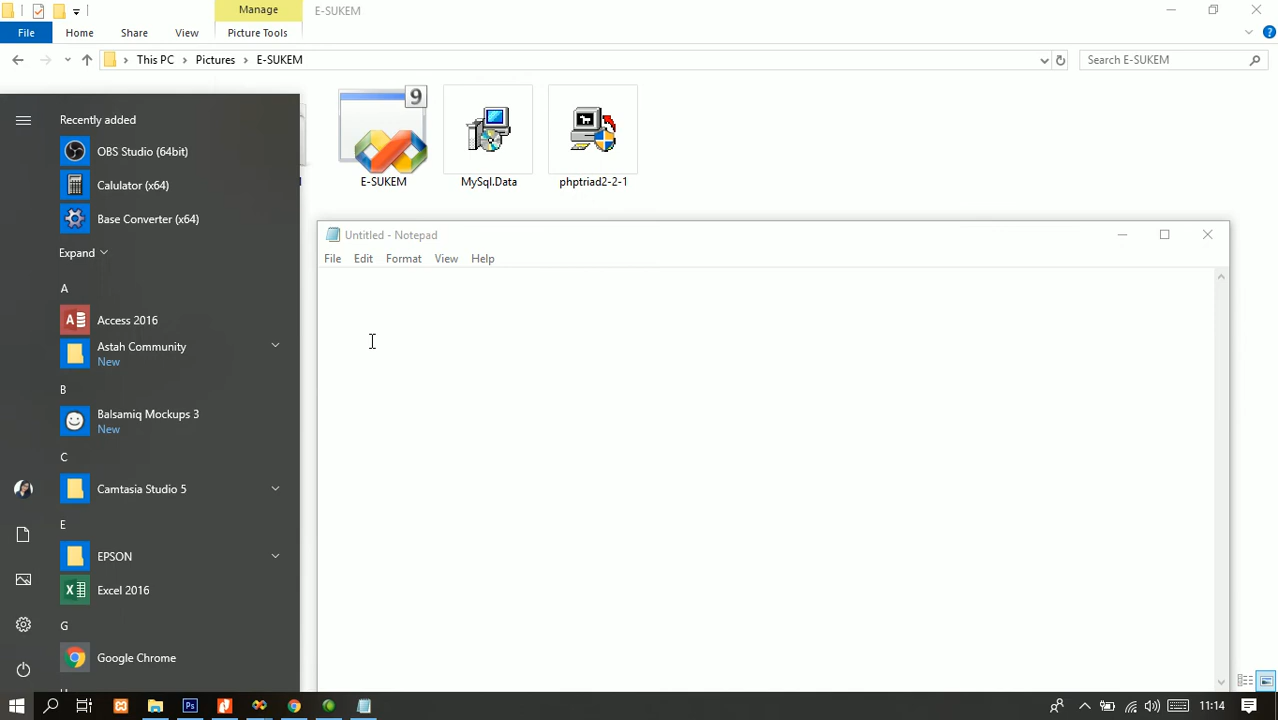 Manage
E-SUKEM
File
Home
Share
View
Picture Tools
This PC
Pictures
E-SUKEM
Search E-SUKEM
Recently added
OBS Studio (64bit)
Calulator (x64)
Base Converter (x64)
Expand
A
Access 2016
Astah Community
New
B
Balsamiq Mockups 3
New
C
Camtasia Studio 5
E
EPSON
Excel 2016
G
Google Chrome
9
E-SUKEM
MySql.Data
phptriad2-2-1
Untitled - Notepad
File
Edit
Format
View
Help
Ps
11:14